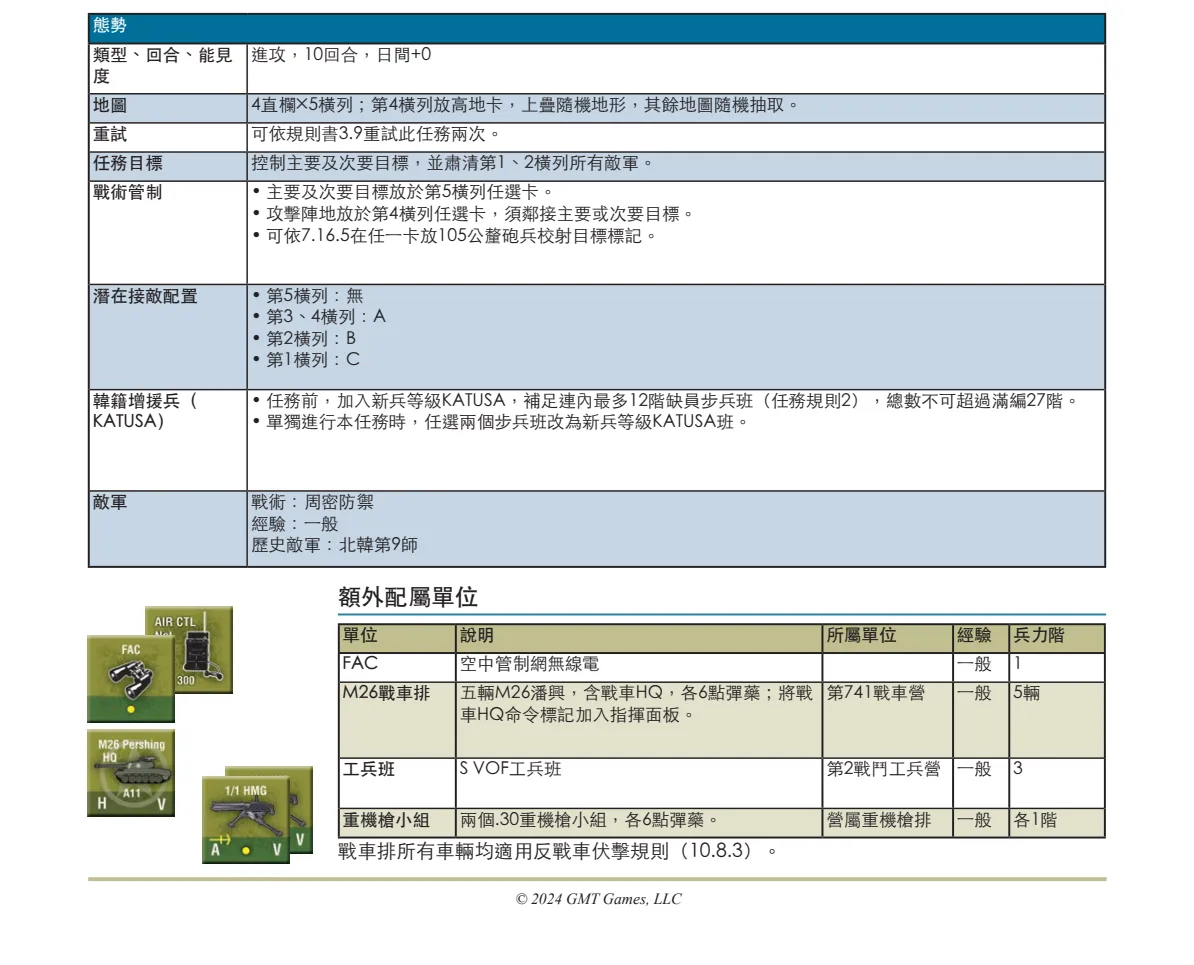 態勢
類型、回合、能見度
進攻，10回合，日間+0
地圖
4直欄×5橫列；第4橫列放高地卡，上疊隨機地形，其餘地圖隨機抽取。
重試
可依規則書3.9重試此任務兩次。
任務目標
控制主要及次要目標，並肅清第1、2橫列所有敵軍。
戰術管制
• 主要及次要目標放於第5橫列任選卡。
• 攻擊陣地放於第4橫列任選卡，須鄰接主要或次要目標。
• 可依7.16.5在任一卡放105公釐砲兵校射目標標記。
潛在接敵配置
• 第5橫列：無
• 第3、4橫列：A
• 第2橫列：B
• 第1橫列：C
韓籍增援兵（
KATUSA）
• 任務前，加入新兵等級KATUSA，補足連內最多12階缺員步兵班（任務規則2），總數不可超過滿編27階。
• 單獨進行本任務時，任選兩個步兵班改為新兵等級KATUSA班。
敵軍
戰術：周密防禦
經驗：一般
歷史敵軍：北韓第9師
AIR CTL
300
FAC
M26 Pershing
HQ
A11
H V
1/1 HMG
A V
V
額外配屬單位
單位 說明 所屬單位 經驗 兵力階
FAC 空中管制網無線電 一般 1
M26戰車排 五輛M26潘興，含戰車HQ，各6點彈藥；將戰 第741戰車營 一般 5輛
車HQ命令標記加入指揮面板。
工兵班 S VOF工兵班 第2戰鬥工兵營 一般 3
重機槍小組 兩個.30重機槍小組，各6點彈藥。 營屬重機槍排 一般 各1階
戰車排所有車輛均適用反戰車伏擊規則（10.8.3）。
© 2024 GMT Games, LLC